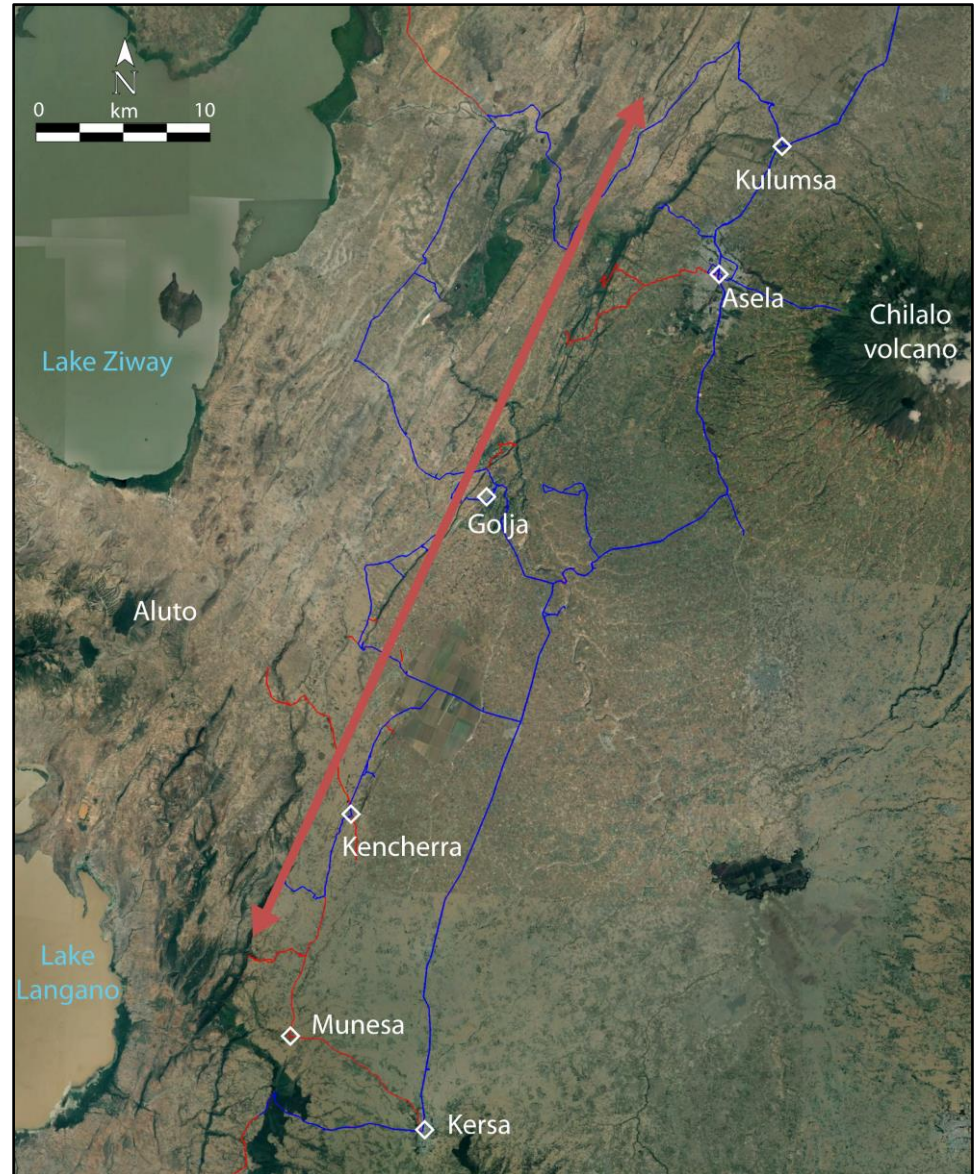 N
0 km 10
Kulumsa
Asela
Chilalo
volcano
Lake Ziway
Golja
Aluto
Kencherra
Lake
Langano
Munesa
Kersa